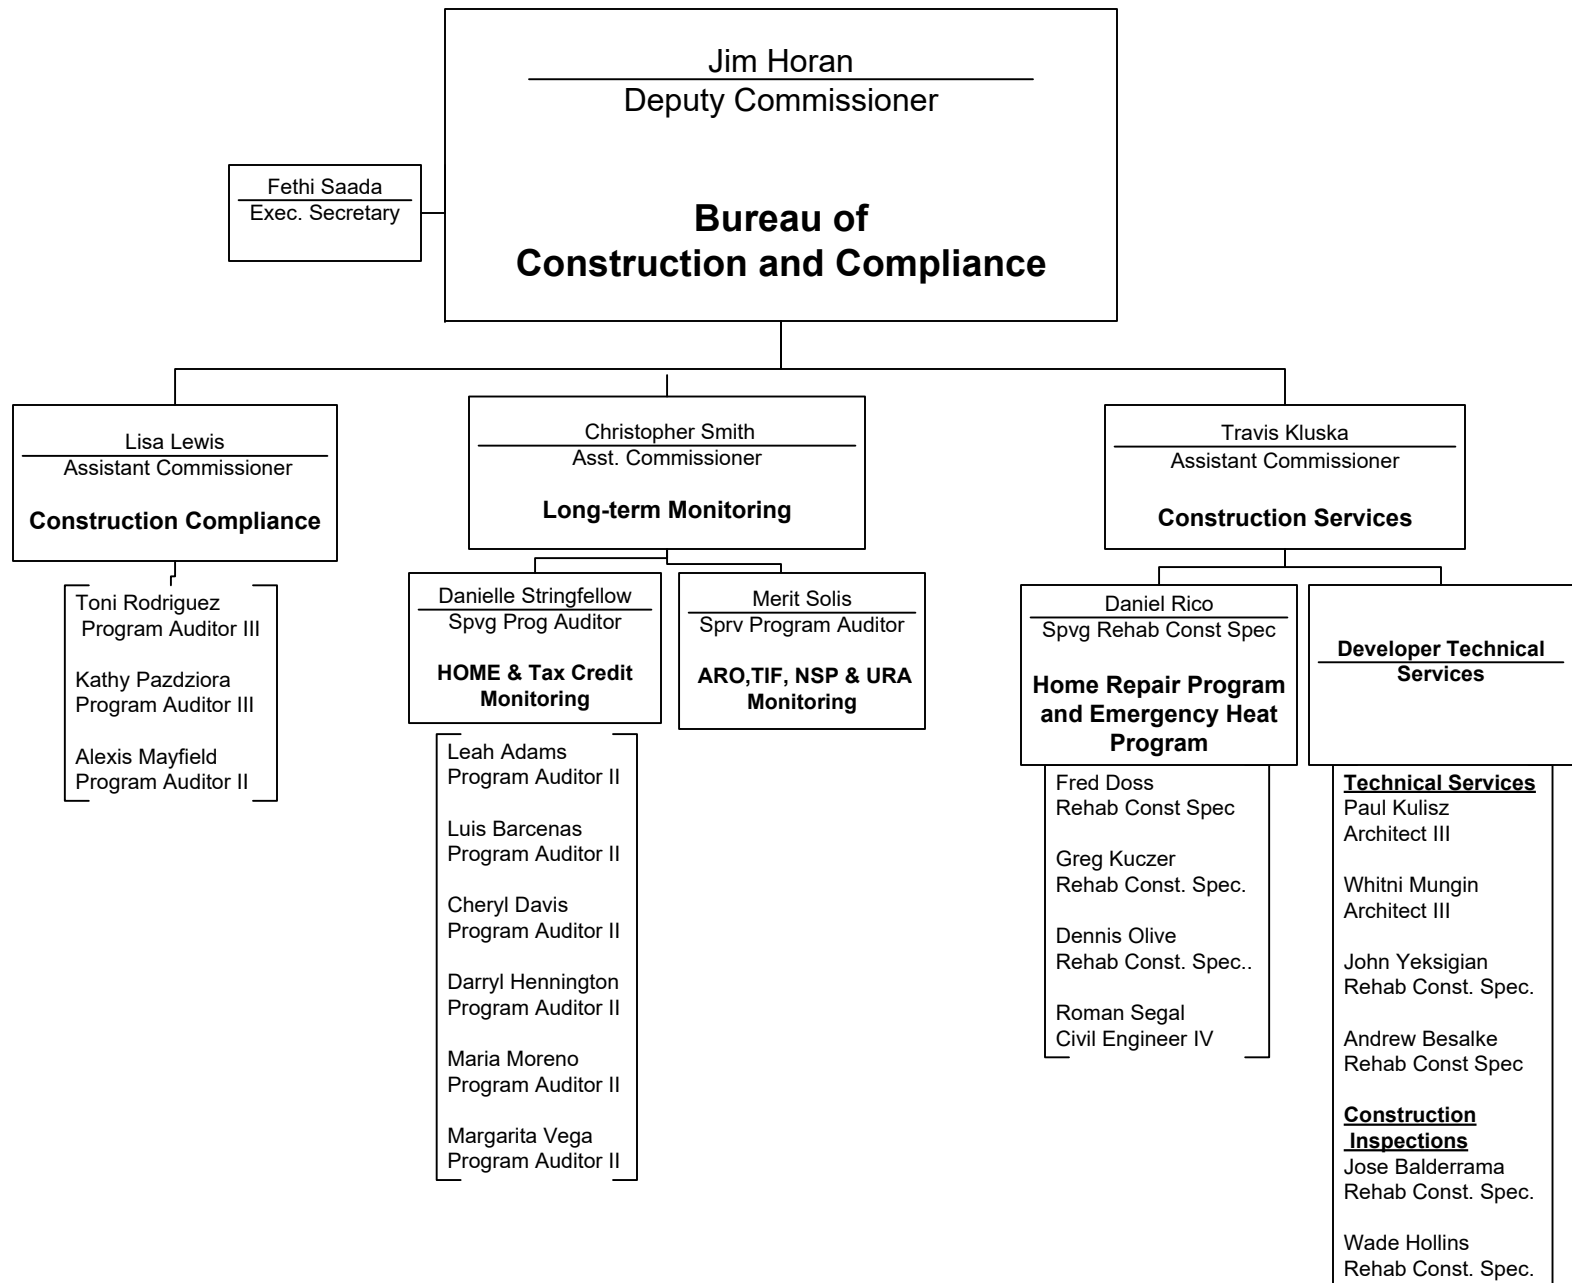 Jim Horan
Deputy Commissioner
Bureau of
Construction and Compliance
Fethi Saada
Exec. Secretary
Lisa Lewis
Assistant Commissioner
Construction Compliance
Toni Rodriguez
Program Auditor III
Kathy Pazdziora
Program Auditor III
Alexis Mayfield
Program Auditor II
Christopher Smith
Asst. Commissioner
Long-term Monitoring
Danielle Stringfellow
Spvg Prog Auditor
HOME & Tax Credit
Monitoring
Leah Adams
Program Auditor II
Luis Barcenas
Program Auditor II
Cheryl Davis
Program Auditor II
Darryl Hennington
Program Auditor II
Maria Moreno
Program Auditor II
Margarita Vega
Program Auditor II
Merit Solis
Sprv Program Auditor
ARO,TIF, NSP & URA
Monitoring
Travis Kluska
Assistant Commissioner
Construction Services
Daniel Rico
Spvg Rehab Const Spec
Home Repair Program
and Emergency Heat
Program
Fred Doss
Rehab Const Spec
Greg Kuczer
Rehab Const. Spec.
Dennis Olive
Rehab Const. Spec..
Roman Segal
Civil Engineer IV
Developer Technical
Services
Technical Services
Paul Kulisz
Architect III
Whitni Mungin
Architect III
John Yeksigian
Rehab Const. Spec.
Andrew Besalke
Rehab Const Spec
Construction
Inspections
Jose Balderrama
Rehab Const. Spec.
Wade Hollins
Rehab Const. Spec.